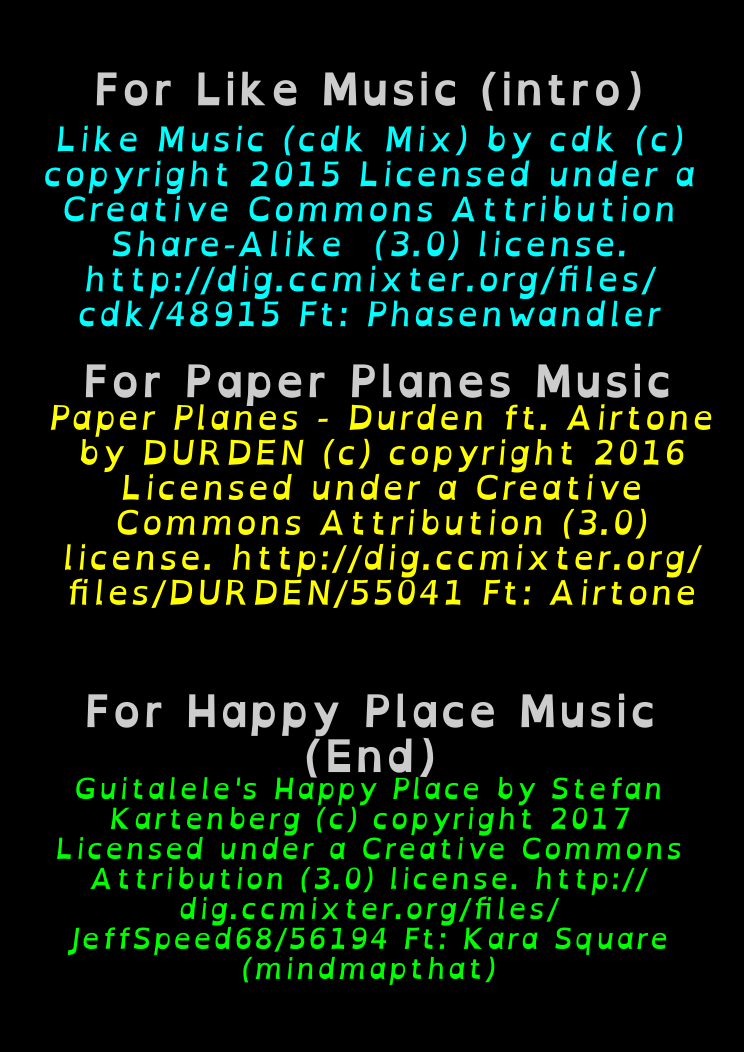 For Like Music (intro)
Like Music (cdk Mix) by cdk (c)
copyright 2015 Licensed under a
Creative Commons Attribution
Share-Alike  (3.0) license.
http://dig.ccmixter.org/files/
cdk/48915 Ft: Phasenwandler
For Paper Planes Music
Paper Planes - Durden ft. Airtone
by DURDEN (c) copyright 2016
Licensed under a Creative
Commons Attribution (3.0)
license. http://dig.ccmixter.org/
files/DURDEN/55041 Ft: Airtone
For Happy Place Music
(End)
Guitalele's Happy Place by Stefan
Kartenberg (c) copyright 2017
Licensed under a Creative Commons
Attribution (3.0) license. http://
dig.ccmixter.org/files/
JeffSpeed68/56194 Ft: Kara Square
(mindmapthat)